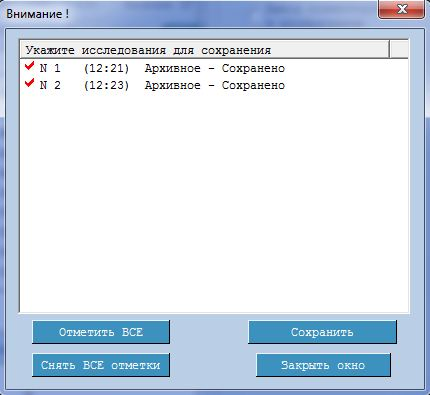 Внимание !
Укажите исследования для сохранения
N 1 (12:21) Архивное - Сохранено
N 2 (12:23) Архивное - Сохранено
Отметить ВСЕ
Сохранить
Снять ВСЕ отметки
Закрыть окно